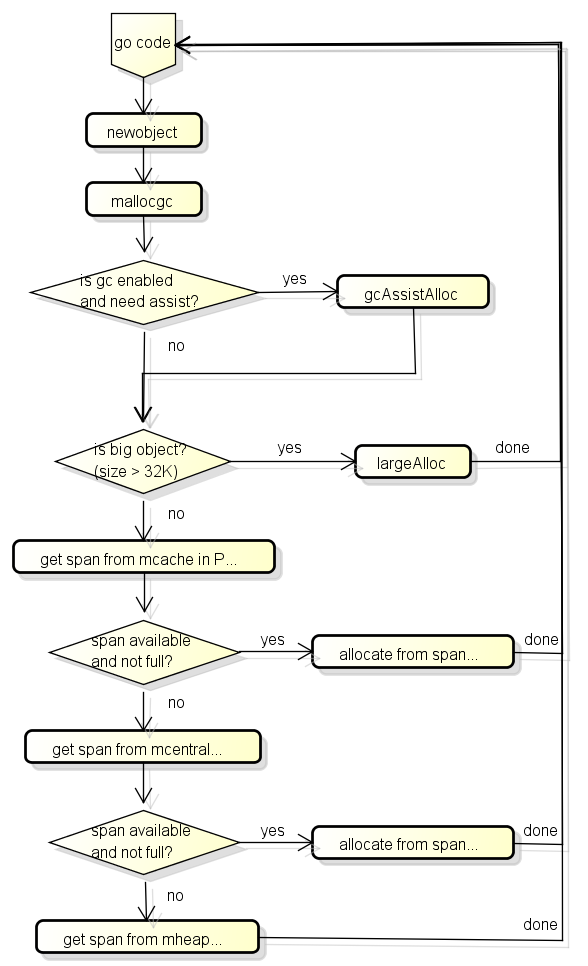 go code
newobject
mallocgc
is gc enabled
and need assist?
yes
gcAssistAlloc
no
is big object?
(size > 32K)
yes
largeAlloc
done
no
get span from mcache in P...
span available
and not full?
yes
allocate from span...
done
no
get span from mcentral...
span available
and not full?
yes
allocate from span...
done
no
get span from mheap...
done